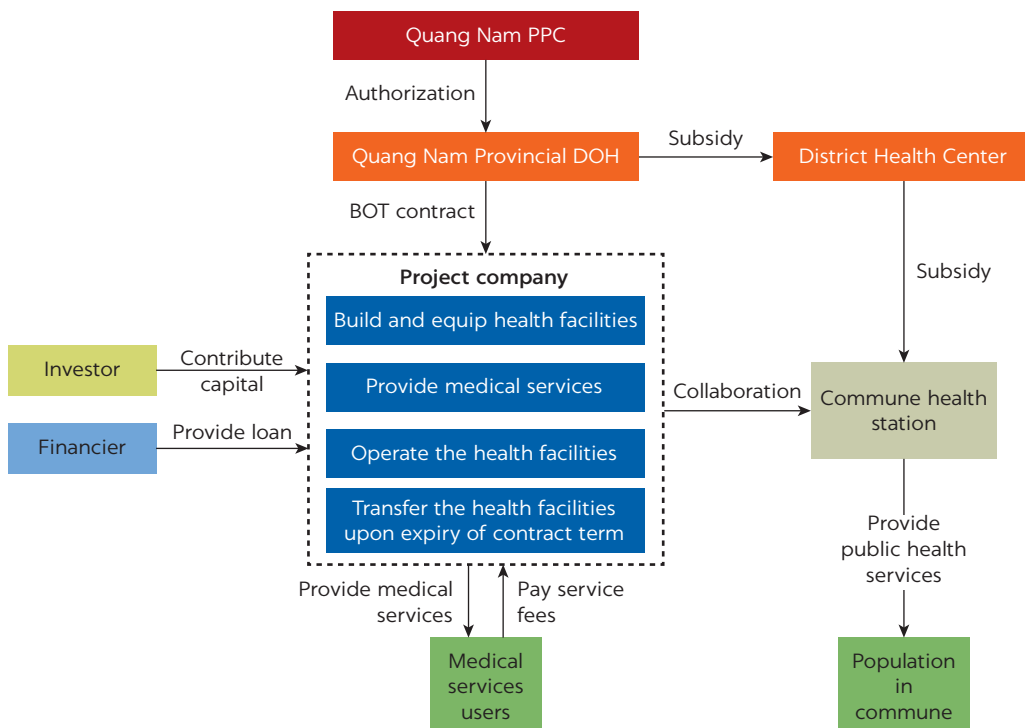 Quang Nam PPC
Authorization
Quang Nam Provincial DOH
Subsidy
District Health Center
BOT contract
Subsidy
Project company
Build and equip health facilities
Investor
Contribute
capital
Provide medical services
Collaboration
Commune health
station
Financier
Provide loan
Operate the health facilities
Transfer the health facilities
upon expiry of contract term
Provide
public health
services
Provide medical
services
Pay service
fees
Medical
services
users
Population
in
commune